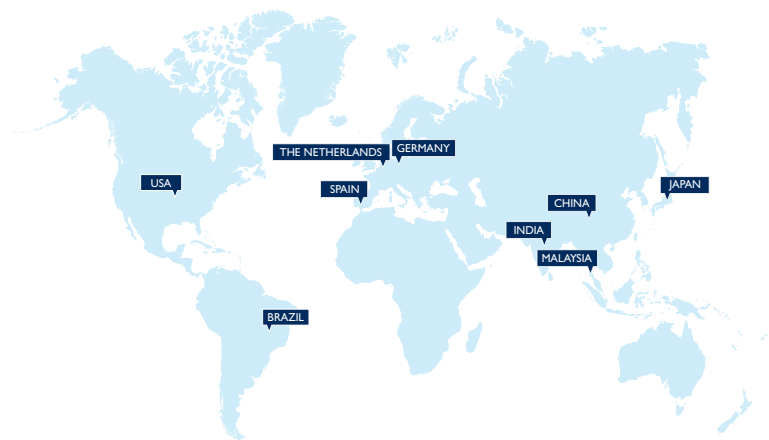 GERMANY
THE NETHERLANDS
USA
JAPAN
SPAIN
CHINA
INDIA
MALAYSIA
BRAZIL